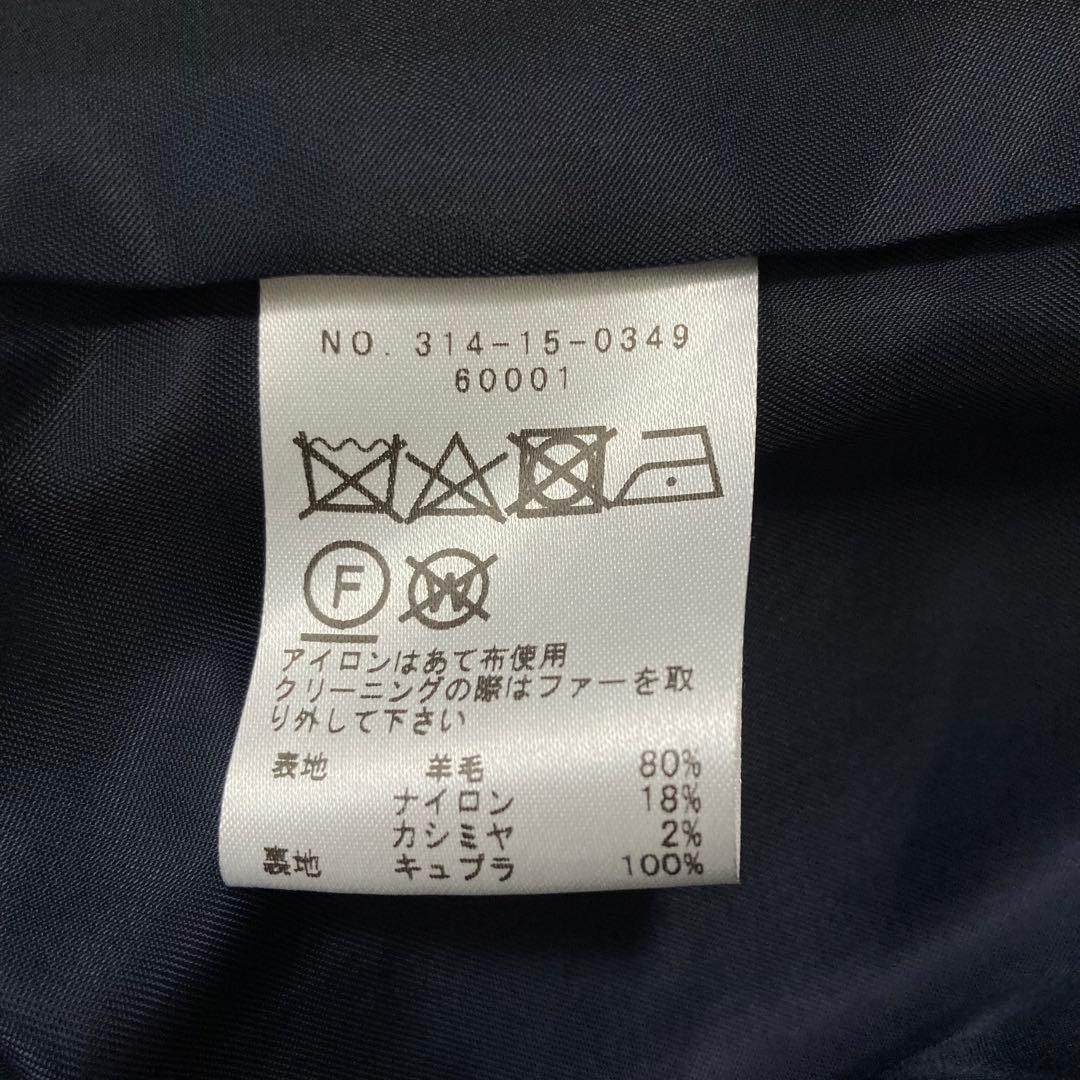 NO. 314-15-0349
60001
F W
アイロンはあて布使用
クリーニングの際はファーを取
り外して下さい
表地 羊毛 80%
ナイロン 18%
カシミヤ 2%
裏地 キュプラ 100%